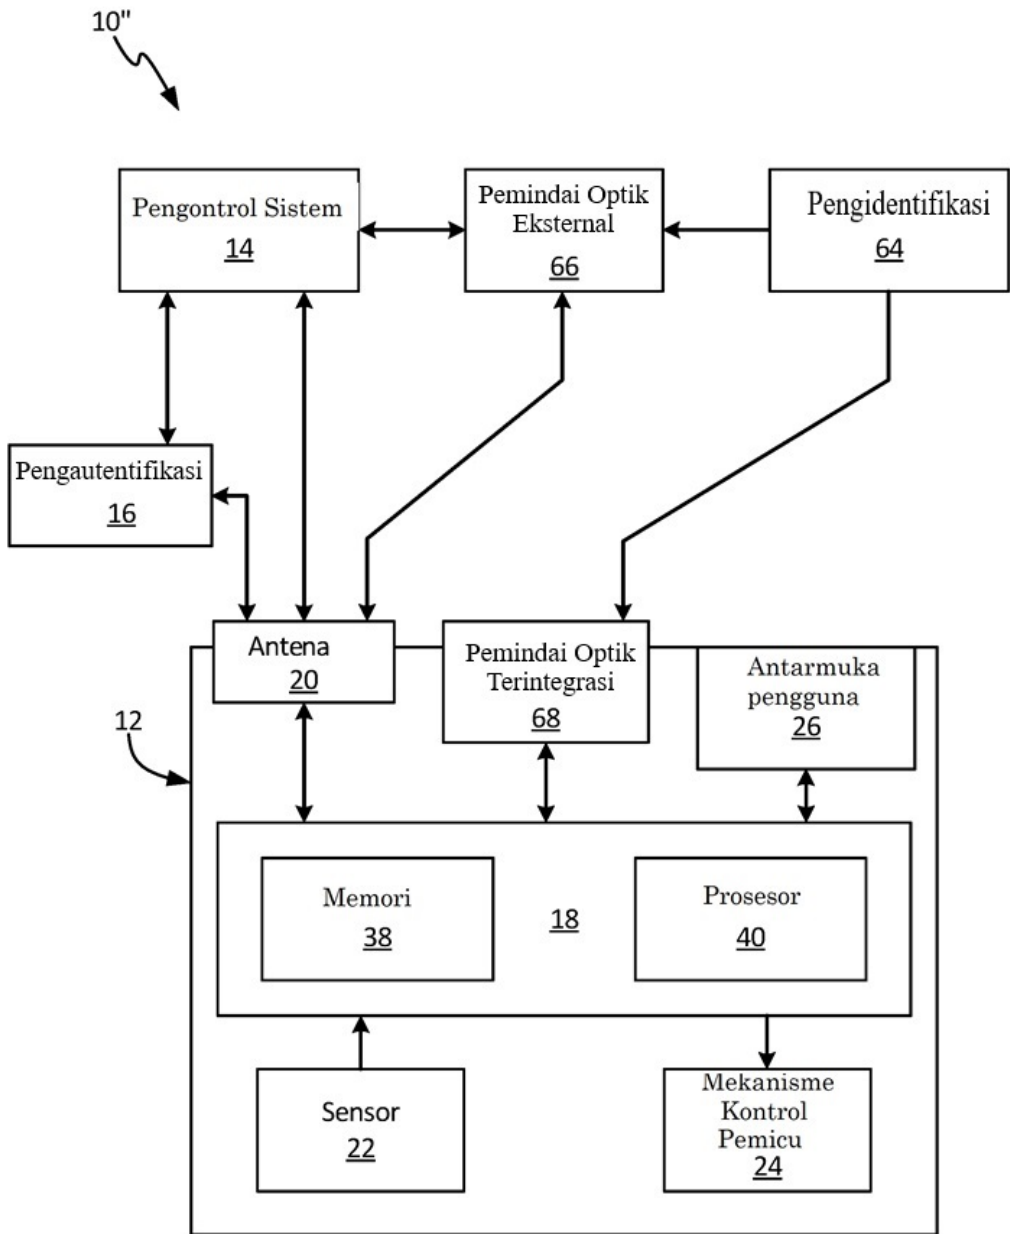 10"
Pengontrol Sistem
14
Pemindai Optik
Eksternal
66
Pengidentifikasi
64
Pengautentifikasi
16
Antena
20
Pemindai Optik
Terintegrasi
68
Antarmuka
pengguna
26
12
Memori
38
18
Prosesor
40
Sensor
22
Mekanisme
Kontrol
Pemicu
24